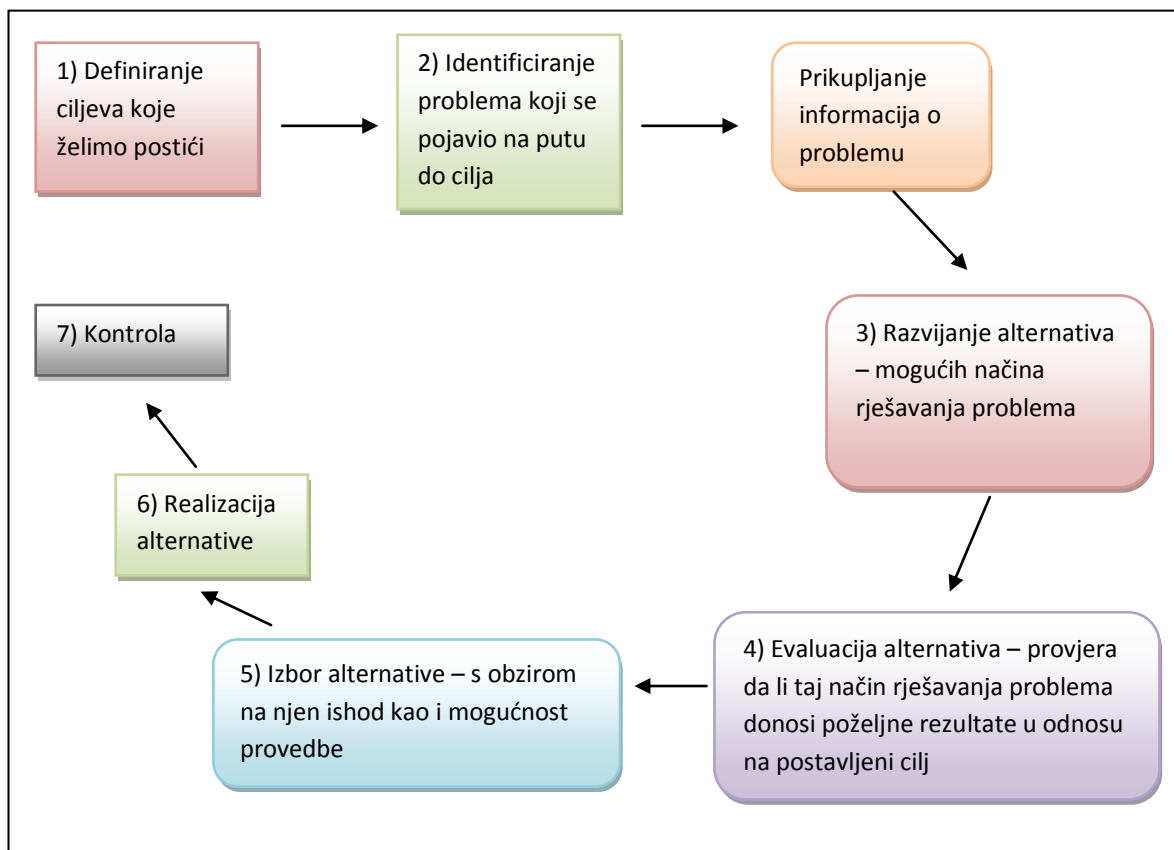 1) Definiranje
ciljeva koje
želimo postići
2) Identificiranje
problema koji se
pojavio na putu
do cilja
Prikupljanje
informacija o
problemu
3) Razvijanje alternativa
– mogućih načina
rješavanja problema
4) Evaluacija alternativa – provjera
da li taj način rješavanja problema
donosi poželjne rezultate u odnosu
na postavljeni cilj
5) Izbor alternative – s obzirom
na njen ishod kao i mogućnost
provedbe
6) Realizacija
alternative
7) Kontrola